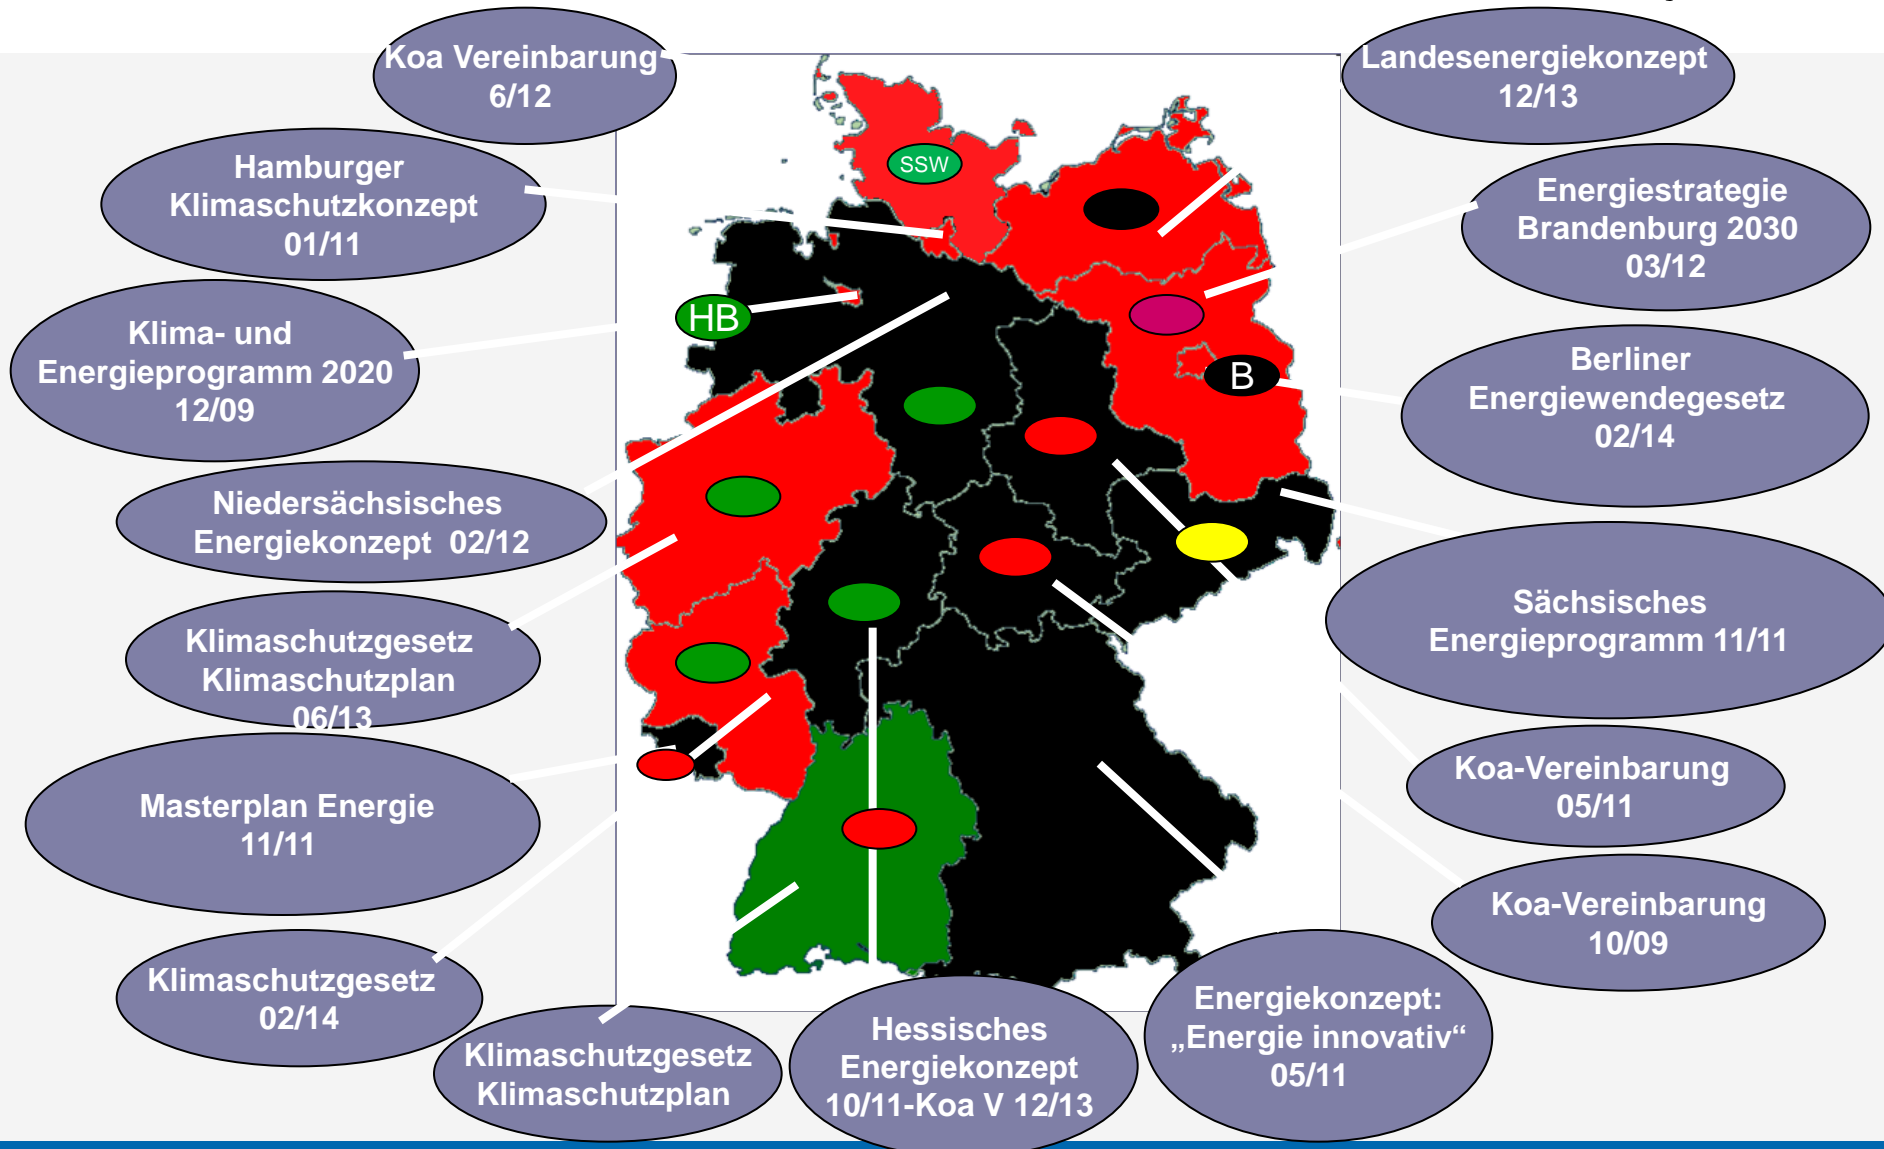 Koa Vereinbarung
6/12
Landesenergiekonzept
12/13
Hamburger
Klimaschutzkonzept
01/11
SSW
Energiestrategie
Brandenburg 2030
03/12
Klima- und
Energieprogramm 2020
12/09
HB
B
Berliner
Energiewendegesetz
02/14
Niedersächsisches
Energiekonzept 02/12
Sächsisches
Energieprogramm 11/11
Klimaschutzgesetz
Klimaschutzplan
06/13
Masterplan Energie
11/11
Koa-Vereinbarung
05/11
Koa-Vereinbarung
10/09
Klimaschutzgesetz
02/14
Klimaschutzgesetz
Klimaschutzplan
Hessisches
Energiekonzept
10/11-Koa V 12/13
Energiekonzept:
„Energie innovativ“
05/11